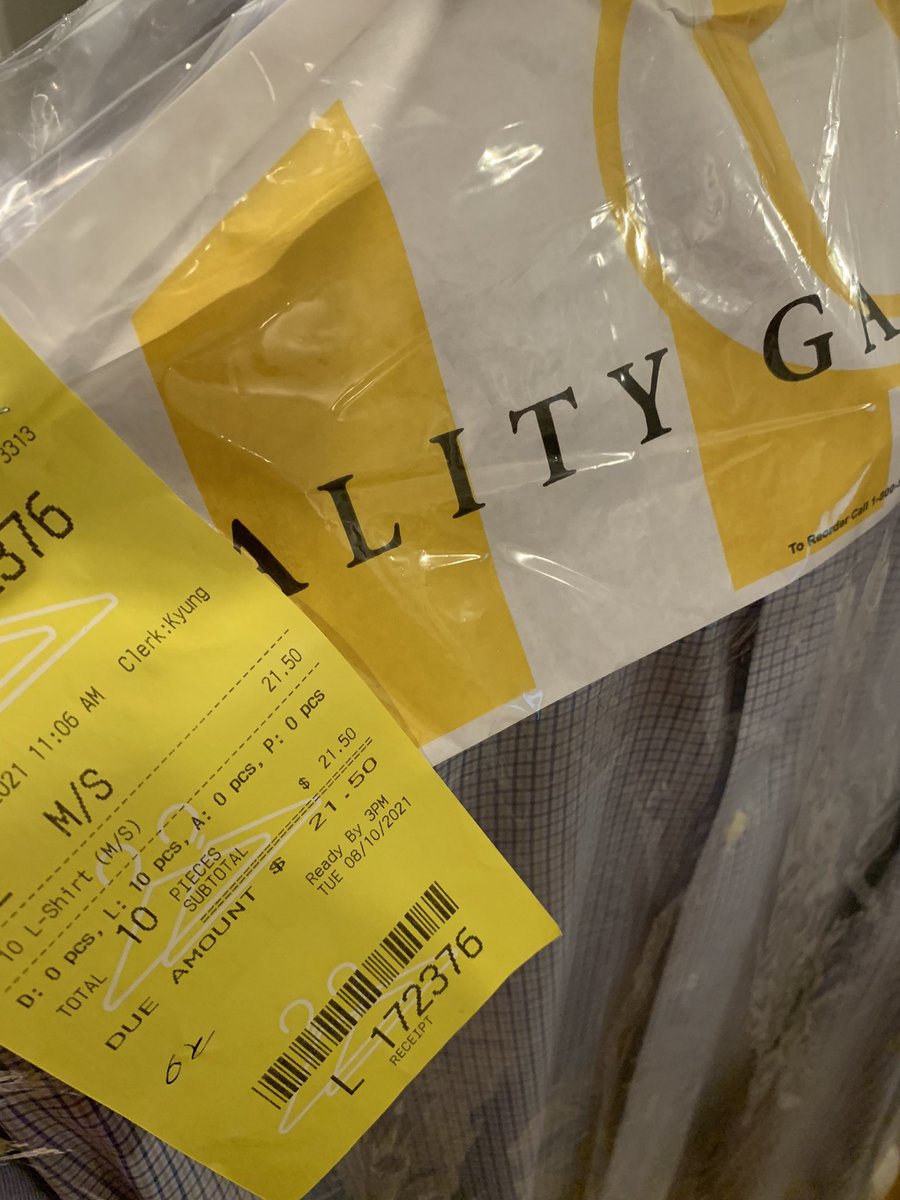 ALITY GA
To Reorder Call 1-800-
3313
376
Clerk:Kyung
021 11:06 AM
M/S
10 L-Shirt (M/S) 21.50
D: 0 pcs, L: 10 pcs, A: 0 pcs, P: 0 pcs
TOTAL 10 PIECES
SUBTOTAL $ 21.50
DUE AMOUNT $ 21.50
Ready By 3PM
TUE 08/10/2021
L 172376
RECEIPT